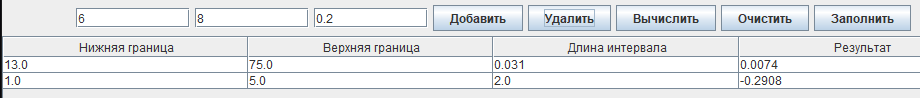 6 8 0.2 Добавить Удалить Вычислить Очистить Заполнить
Нижняя граница Верхняя граница Длина интервала Результат
13.0 75.0 0.031 0.0074
1.0 5.0 2.0 -0.2908